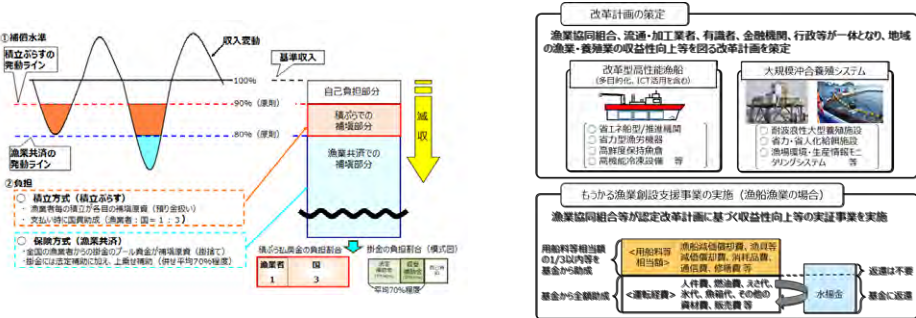 ①補償水準
積立ぷらすの
発動ライン
収入変動
基準収入
100%
90%（原則）
80%（原則）
漁業共済の
発動ライン
自己負担部分
積ぷらでの
補填部分
漁業共済での
補填部分
減収
②負担
○ 積立方式（積立ぷらす）
・漁業者毎の積立が各自の補填原資（預り金扱い）
・支払い時に国費助成（漁業者：国＝１：３）
○ 保険方式（漁業共済）
・全国の漁業者からの掛金のプール資金が補填原資（掛捨て）
・掛金には法定補助に加え、上乗せ補助（併せ平均70%程度）
積ぷら払戻金の負担割合
漁業者
国
1
3
掛金の負担割合（模式図）
平均70%程度
改革計画の策定
漁業協同組合、流通・加工業者、有識者、金融機関、行政等が一体となり、地域
の漁業・養殖業の収益性向上等を図る改革計画を策定
改革型高性能漁船
（多目的化、ICT活用を含む）
○ 省エネ船型/推進機関
○ 省力型漁労機器
○ 高鮮度保持魚倉
○ 高機能冷凍設備 等
大規模沖合養殖システム
○ 耐波浪性大型養殖施設
○ 省力・省人化給餌施設
○ 漁場環境・生産情報モニ
タリングシステム 等
もうかる漁業創設支援事業の実施（漁船漁業の場合）
漁業協同組合等が認定改革計画に基づく収益性向上等の実証事業を実施
用船料等相当額
の1/3以内等を
基金から助成
<用船料等
相当額>
漁船減価償却費、漁具等
減価償却費、消耗品費、
通信費、修繕費 等
基金から全額助成
<運転経費>
人件費、燃油費、えさ代、
氷代、魚箱代、その他の
資材費、販売費 等
水揚金
返還は不要
基金に返還